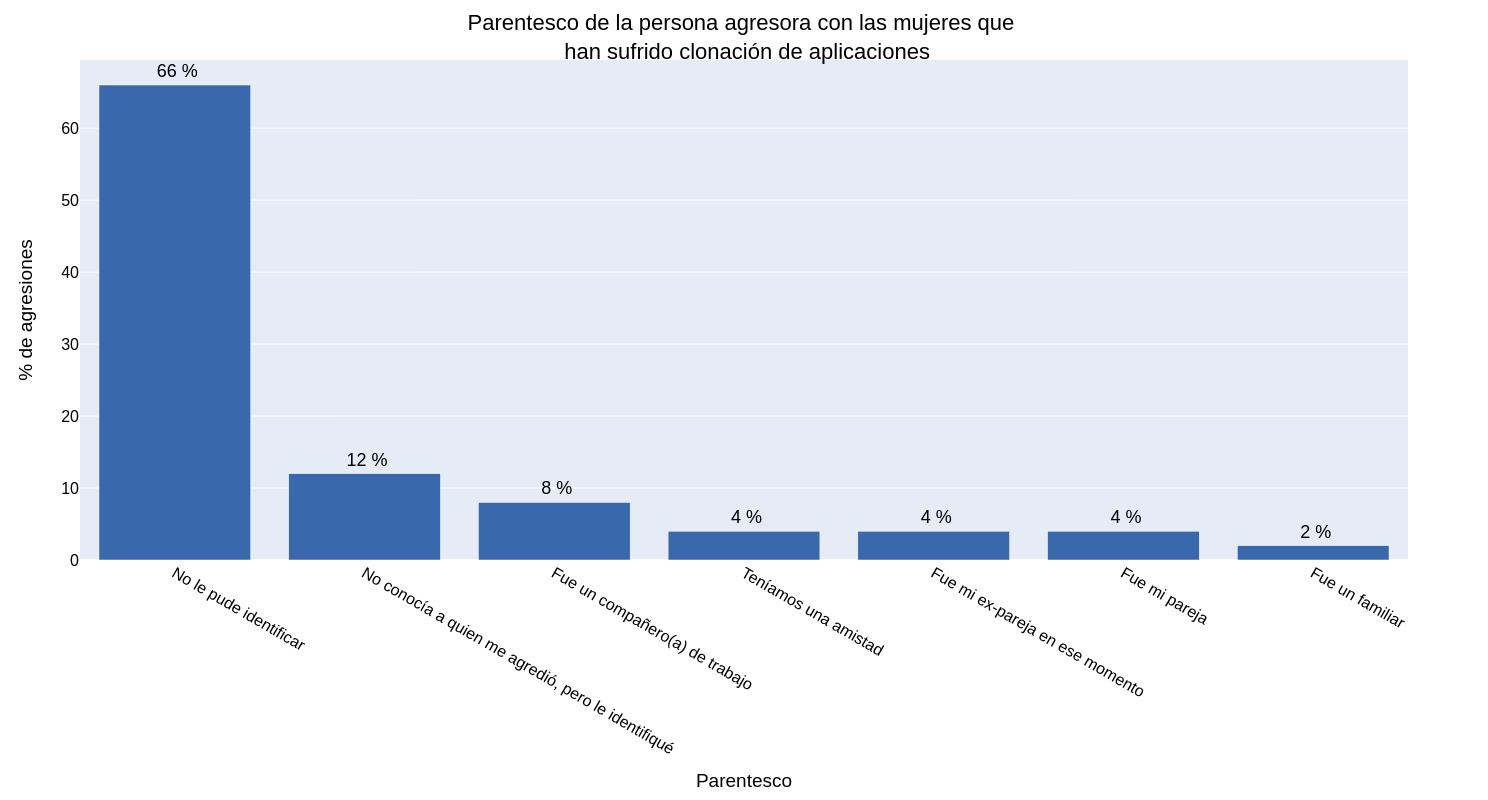 Parentesco de la persona agresora con las mujeres que
han sufrido clonación de aplicaciones
% de agresiones
60
50
40
30
20
10
0
66 %
12 %
8 %
4 %
4 %
4 %
2 %
No le pude identificar
No conocía a quien me agredió, pero le identifiqué
Fue un compañero(a) de trabajo
Teníamos una amistad
Fue mi ex-pareja en ese momento
Fue mi pareja
Fue un familiar
Parentesco